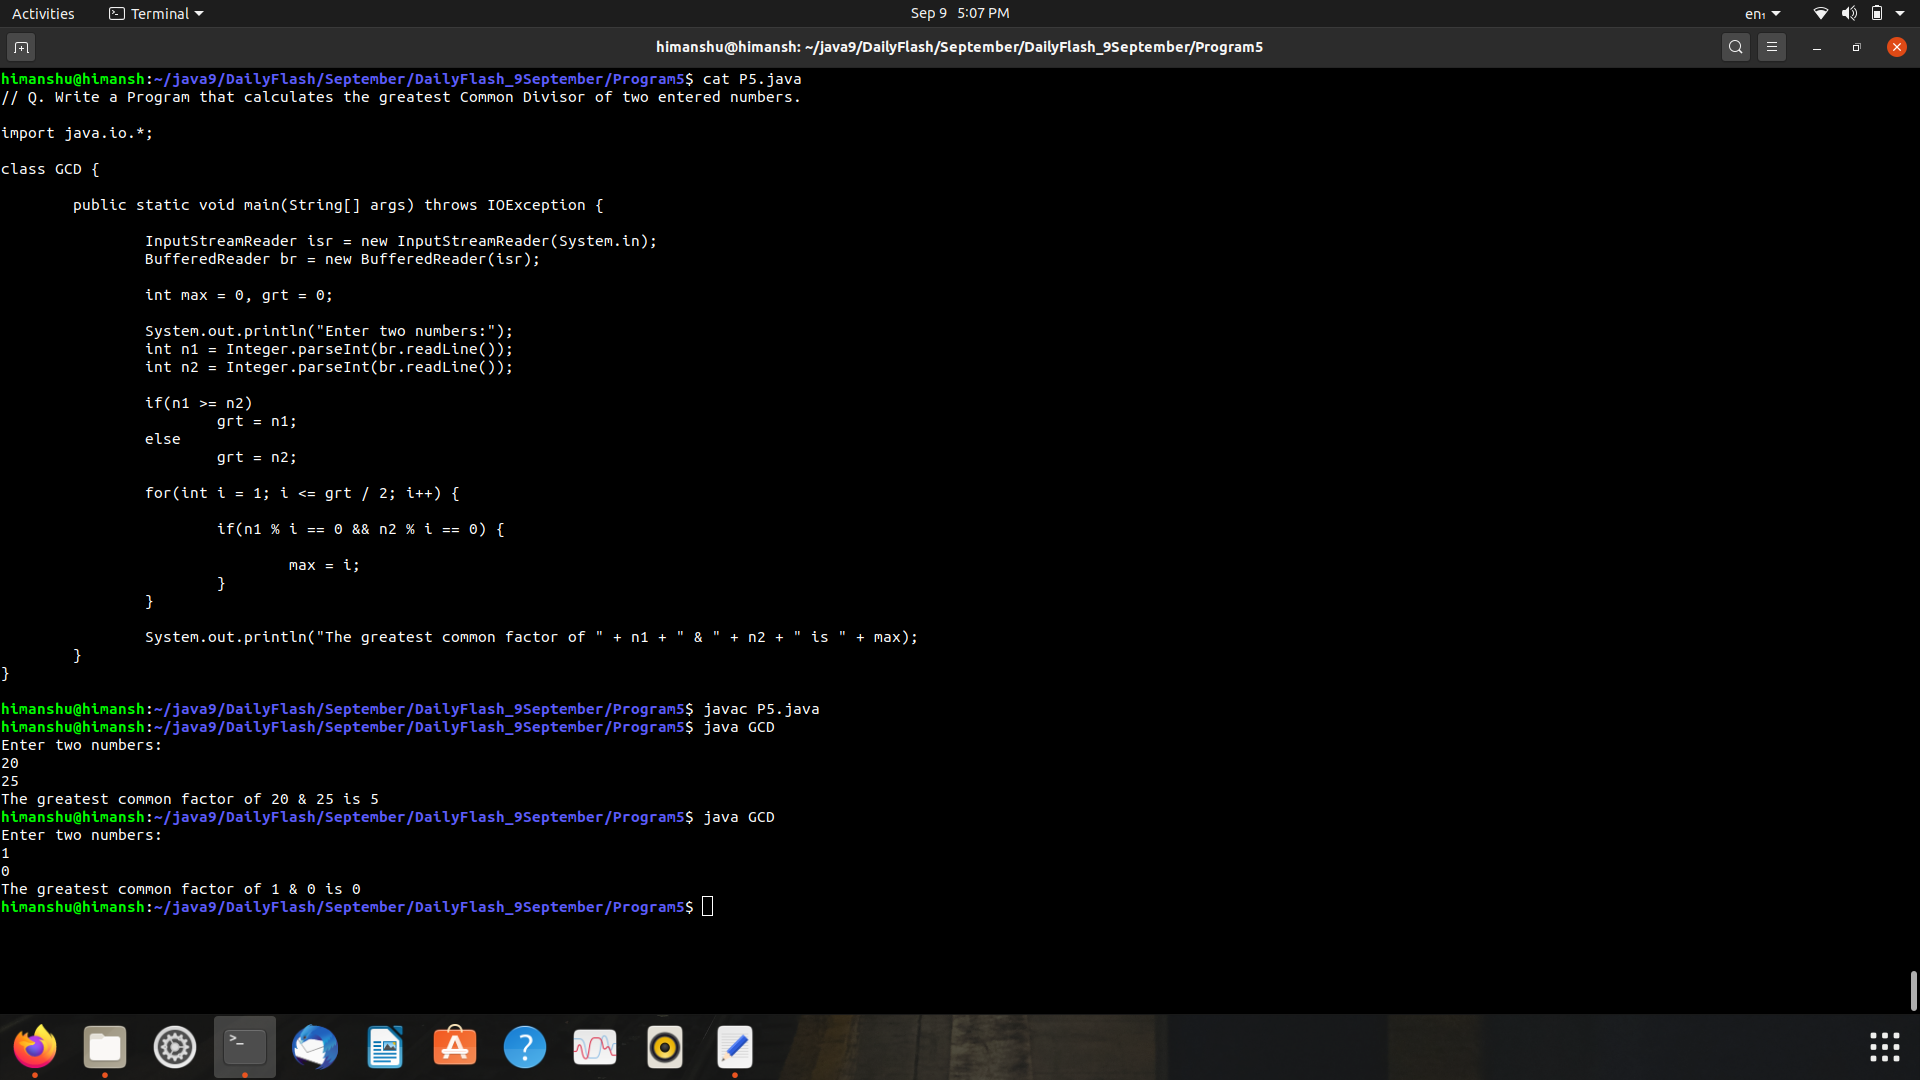 Activities Terminal Sep 9 5:07 PM en₁
himanshu@himansh: ~/java9/DailyFlash/September/DailyFlash_9September/Program5
himanshu@himansh:~/java9/DailyFlash/September/DailyFlash_9September/Program5$ cat P5.java
// Q. Write a Program that calculates the greatest Common Divisor of two entered numbers.
import java.io.*;
class GCD {
public static void main(String[] args) throws IOException {
InputStreamReader isr = new InputStreamReader(System.in);
BufferedReader br = new BufferedReader(isr);
int max = 0, grt = 0;
System.out.println("Enter two numbers:");
int n1 = Integer.parseInt(br.readLine());
int n2 = Integer.parseInt(br.readLine());
if(n1 >= n2)
grt = n1;
else
grt = n2;
for(int i = 1; i <= grt / 2; i++) {
if(n1 % i == 0 && n2 % i == 0) {
max = i;
}
}
System.out.println("The greatest common factor of " + n1 + " & " + n2 + " is " + max);
}
}
himanshu@himansh:~/java9/DailyFlash/September/DailyFlash_9September/Program5$ javac P5.java
himanshu@himansh:~/java9/DailyFlash/September/DailyFlash_9September/Program5$ java GCD
Enter two numbers:
20
25
The greatest common factor of 20 & 25 is 5
himanshu@himansh:~/java9/DailyFlash/September/DailyFlash_9September/Program5$ java GCD
Enter two numbers:
1
0
The greatest common factor of 1 & 0 is 0
himanshu@himansh:~/java9/DailyFlash/September/DailyFlash_9September/Program5$